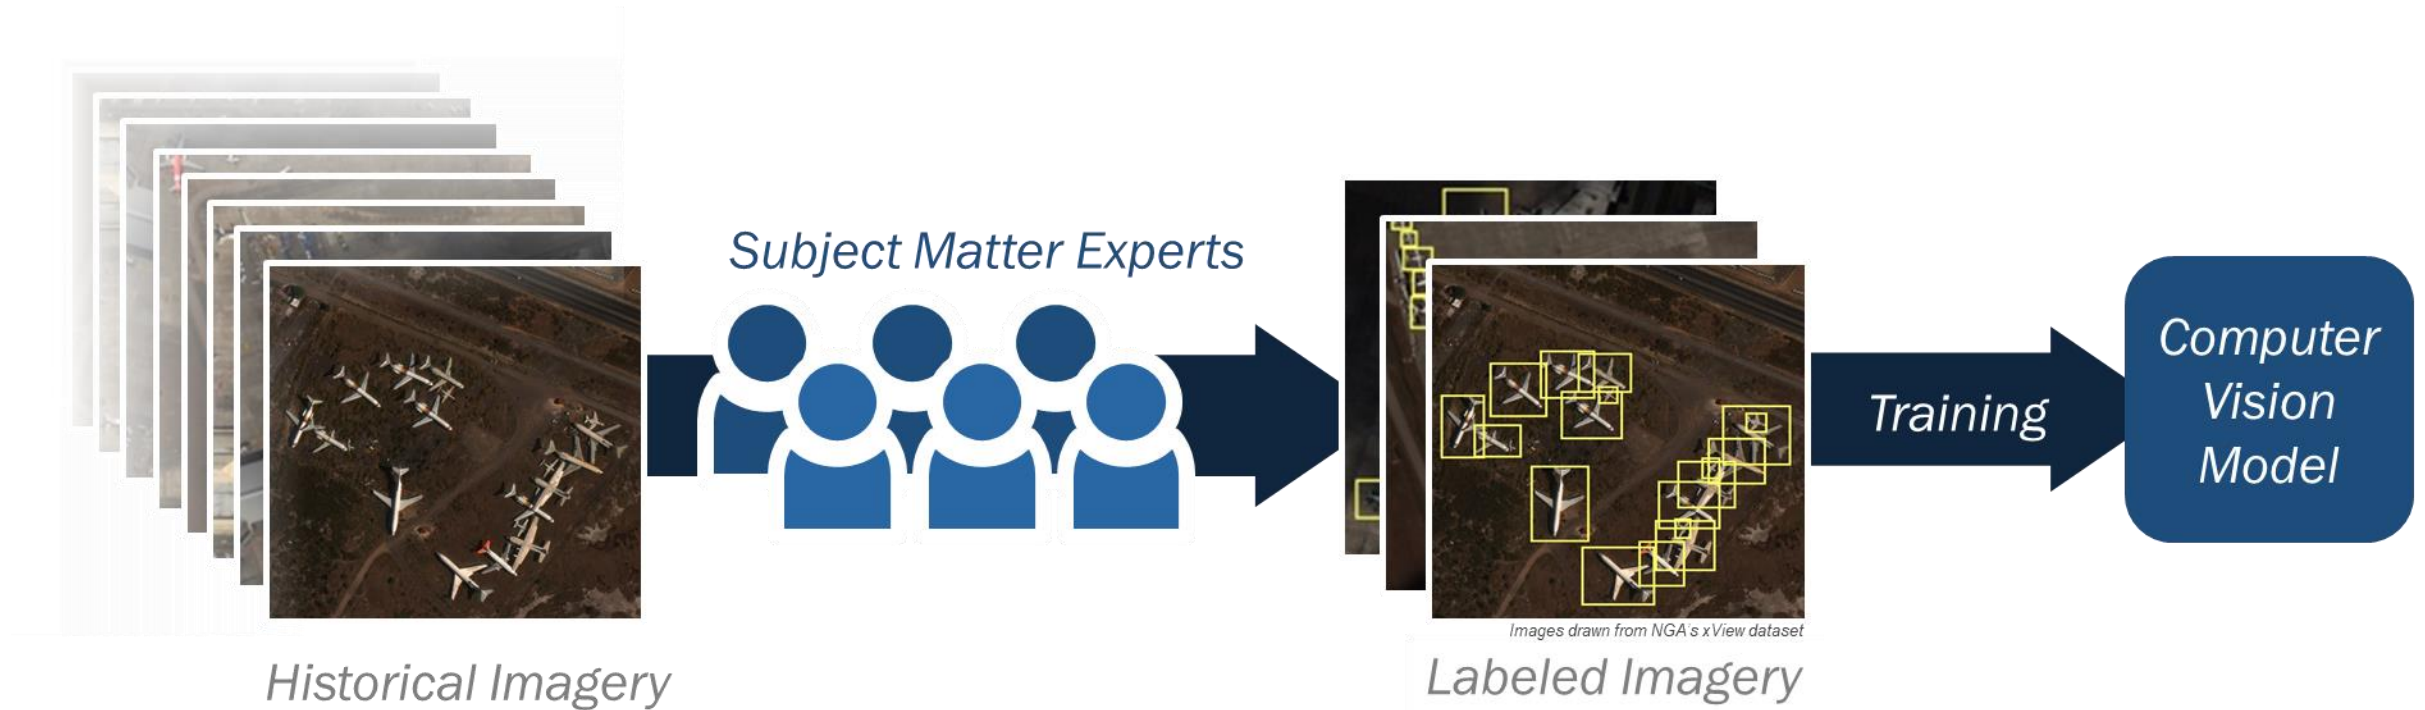 Subject Matter Experts
Training
Computer
Vision
Model
Images drawn from NGA's xView dataset
Historical Imagery
Labeled Imagery